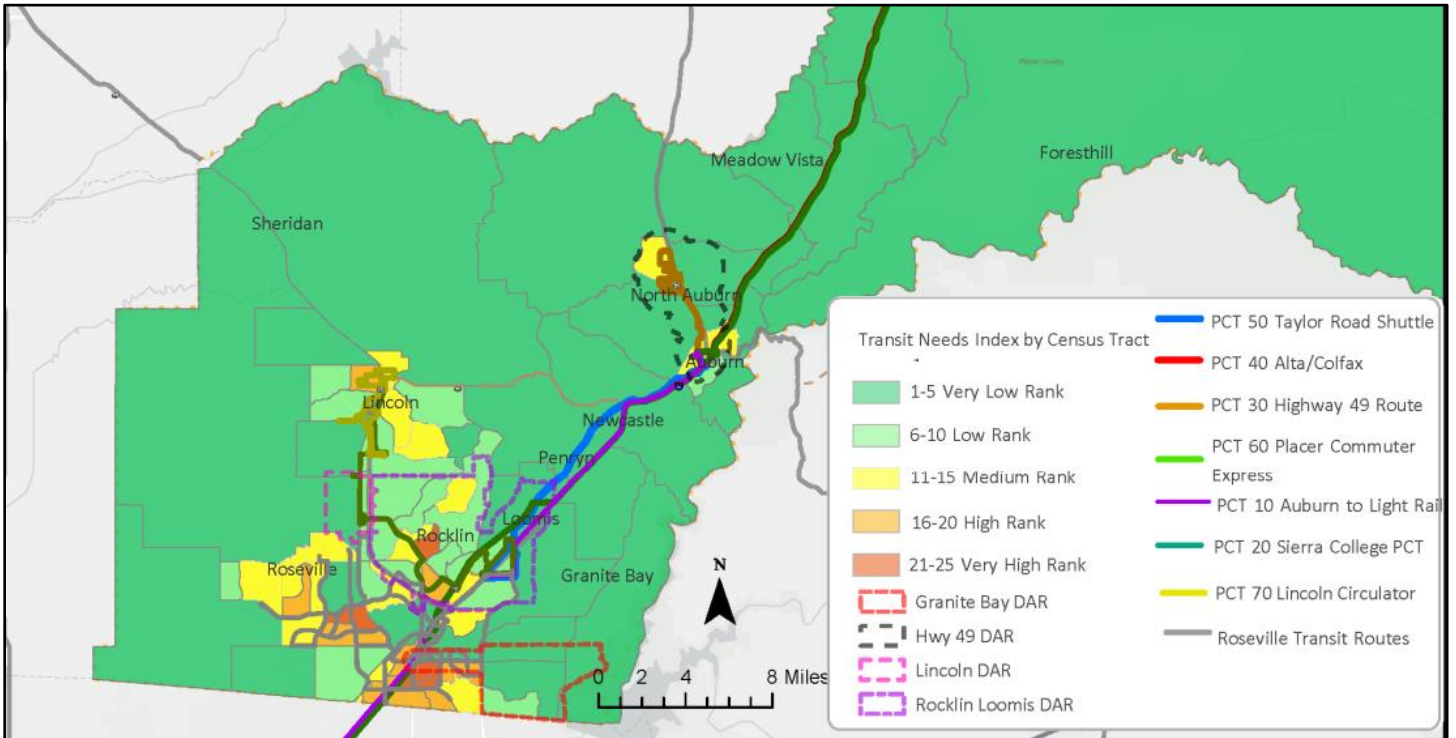 Placer County
Meadow Vista
Foresthill
Sheridan
North Auburn
Auburn
Lincoln
Newcastle
Penryn
Loomis
Rocklin
Roseville
Granite Bay
N
0 2 4 8 Miles
Transit Needs Index by Census Tract
1-5 Very Low Rank
6-10 Low Rank
11-15 Medium Rank
16-20 High Rank
21-25 Very High Rank
Granite Bay DAR
Hwy 49 DAR
Lincoln DAR
Rocklin Loomis DAR
PCT 50 Taylor Road Shuttle
PCT 40 Alta/Colfax
PCT 30 Highway 49 Route
PCT 60 Placer Commuter
Express
PCT 10 Auburn to Light Rail
PCT 20 Sierra College PCT
PCT 70 Lincoln Circulator
Roseville Transit Routes